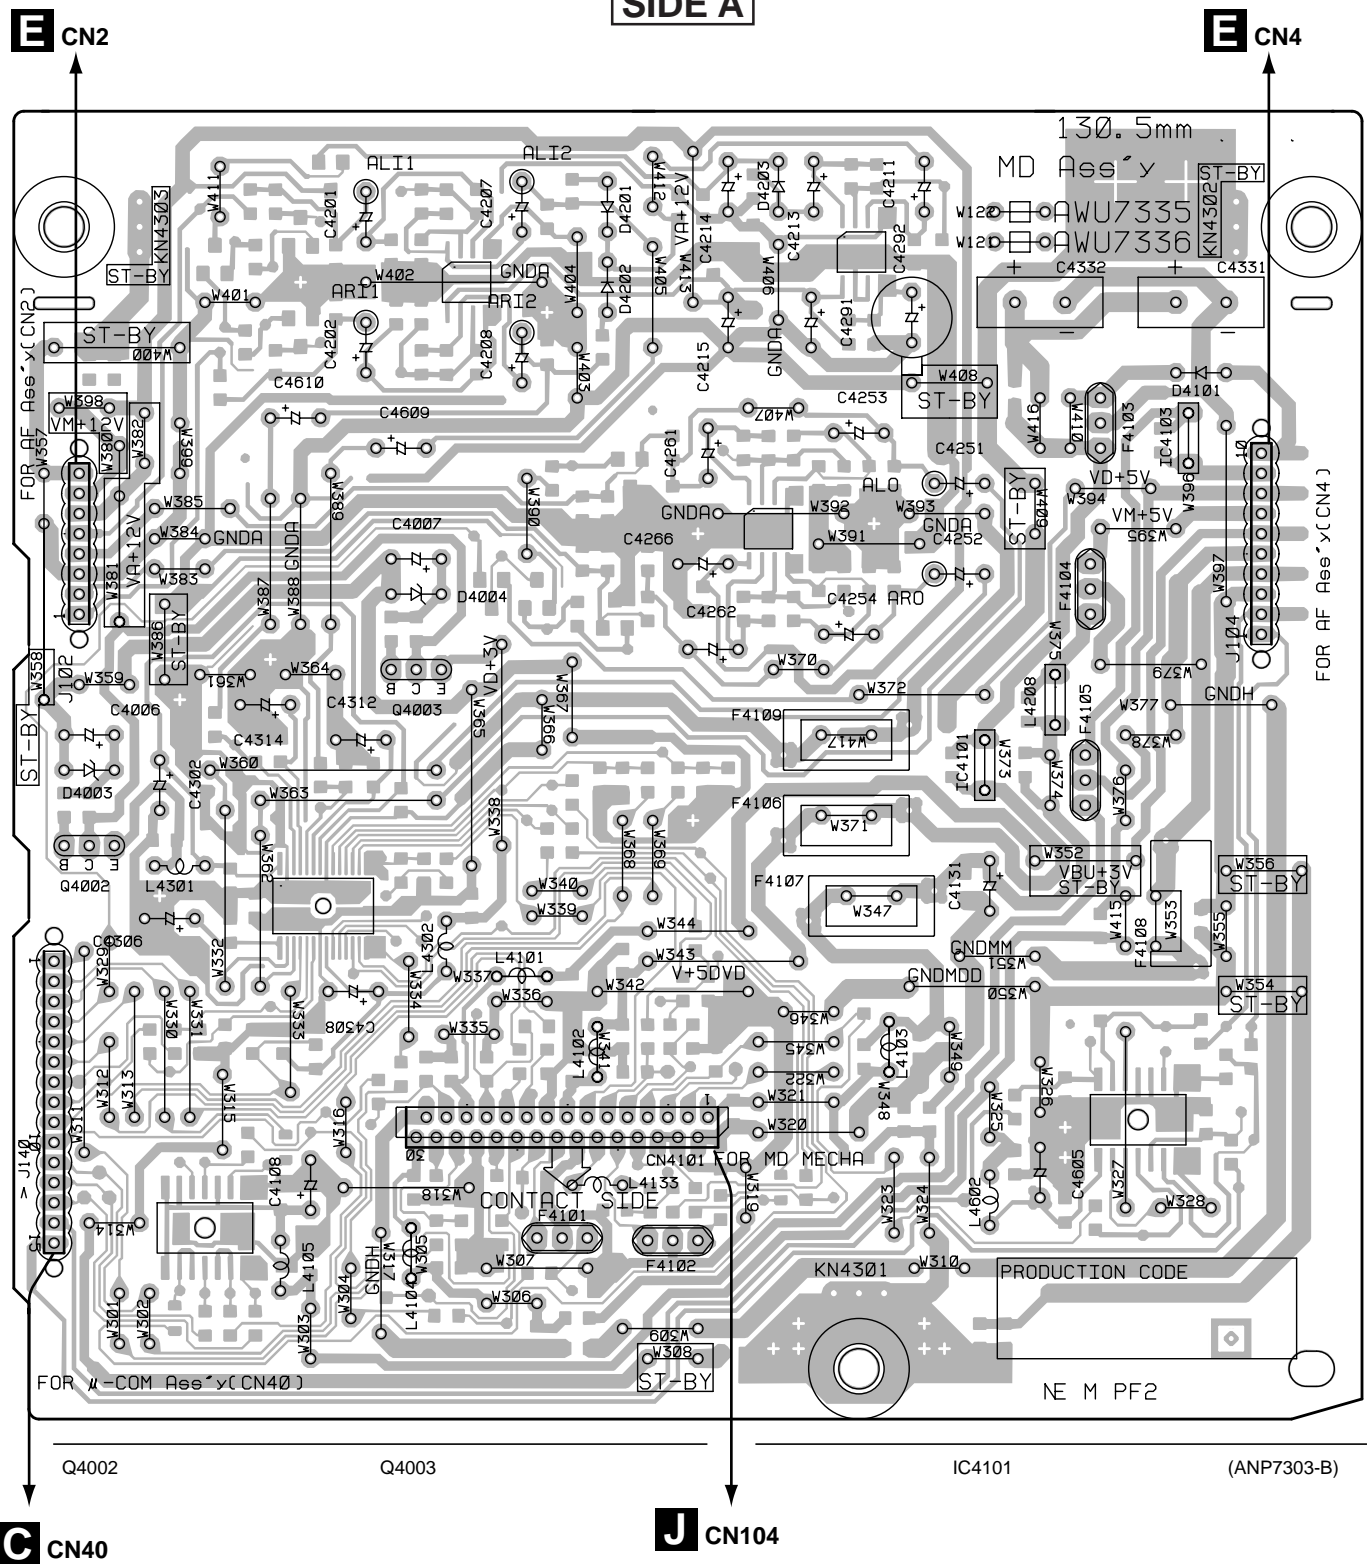 SIDE A
E CN2
E CN4
130.5mm
MD Ass´y
ST-BY
KN4303
ST-BY
W411
ALI1
C4201
ALI2
C4207
D4201
W412
VA+12V
C4214
D4203
C4213
C4211
C4292
W122
AWU7335
W121
AWU7336
KN4302
+ C4332
+ C4331
W402
ARI1
GNDA
ARI2
W404
D4202
W405
W413
W406
C4291
FOR AF Ass´y(CN2)
W401
ST-BY
W400
C4202
C4208
W403
C4215
GNDA
C4610
C4609
W408
ST-BY
C4253
D4101
W398
VM+12V
W357
W380
W382
W399
W407
W416
W410
F4103
IC4103
W396
10
C4261
C4251
ALO
W385
W384
GNDA
W383
W389
W390
GNDA
W392
W393
GNDA
W391
C4252
ST-BY
W409
VD+5V
W394
VM+5V
W395
FOR AF Ass´y(CN4)
VA+12V
W381
C4007
D4004
C4266
W387
W388
GNDA
F4104
W397
1
W386
ST-BY
C4262
C4254
ARO
J104
1
W358
J102
W359
W361
W364
B C E
Q4003
VD+3V
W365
W367
W366
W370
W372
W375
L4208
F4105
W379
GNDH
W377
ST-BY
C4006
C4312
C4314
F4109
W417
W378
D4003
C4302
W360
W363
W338
IC4101
W373
W374
W376
F4106
W371
B C E
Q4002
L4301
W362
W368
W369
W340
W339
F4107
W347
C4131
W352
VBU+3V
ST-BY
W356
ST-BY
W415
F4108
W353
W355
C4306
W329
W332
L4302
W344
W343
V+5DVD
GNDMM
W351
GNDMDD
W350
W354
ST-BY
1
L4101
W337
W336
W342
W334
W330
W331
W333
C4308
W335
W346
W345
W322
W321
W320
L4102
W341
L4103
W349
W348
W312
W313
W315
W311
W316
W326
W325
> J140
10
30
1
CN4101 FOR MD MECHA
C4108
W318
CONTACT SIDE
L4133
W319
W323
W324
L4602
C4605
W327
W328
W314
15
F4101
F4102
L4105
GNDH
W317
W305
L4104
W304
W307
W306
KN4301
W310
PRODUCTION CODE
W301
W302
W303
W309
W308
ST-BY
FOR µ-COM Ass´y(CN40)
NE M PF2
Q4002 Q4003 IC4101 (ANP7303-B)
C CN40
J CN104